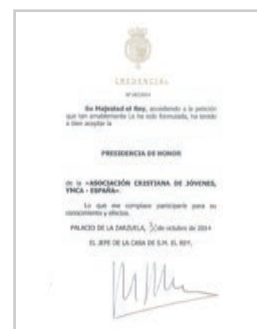 CREDENCIAL
Su Majestad el Rey, accediendo a la petición
que tan amablemente Le ha sido formulada, ha tenido
a bien aceptar la
PRESIDENCIA DE HONOR
de la «ASOCIACIÓN CRISTIANA DE JÓVENES,
YMCA - ESPAÑA».
Lo que me complace participarle para su
conocimiento y efectos.
PALACIO DE LA ZARZUELA, de octubre de 2014
EL JEFE DE LA CASA DE S.M. EL REY,